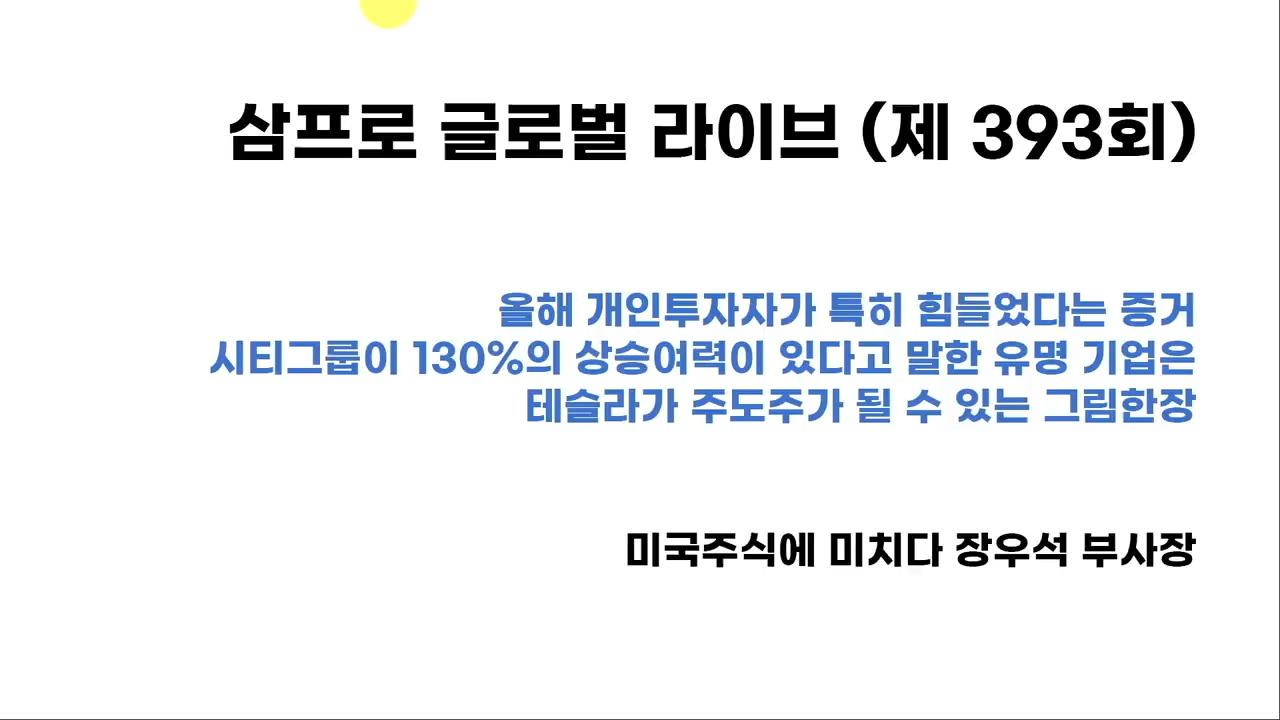 삼프로 글로벌 라이브 (제 393회)
올해 개인투자자가 특히 힘들었다는 증거
시티그룹이 130%의 상승여력이 있다고 말한 유명 기업은
테슬라가 주도주가 될 수 있는 그림한장
미국주식에 미치다 장우석 부사장